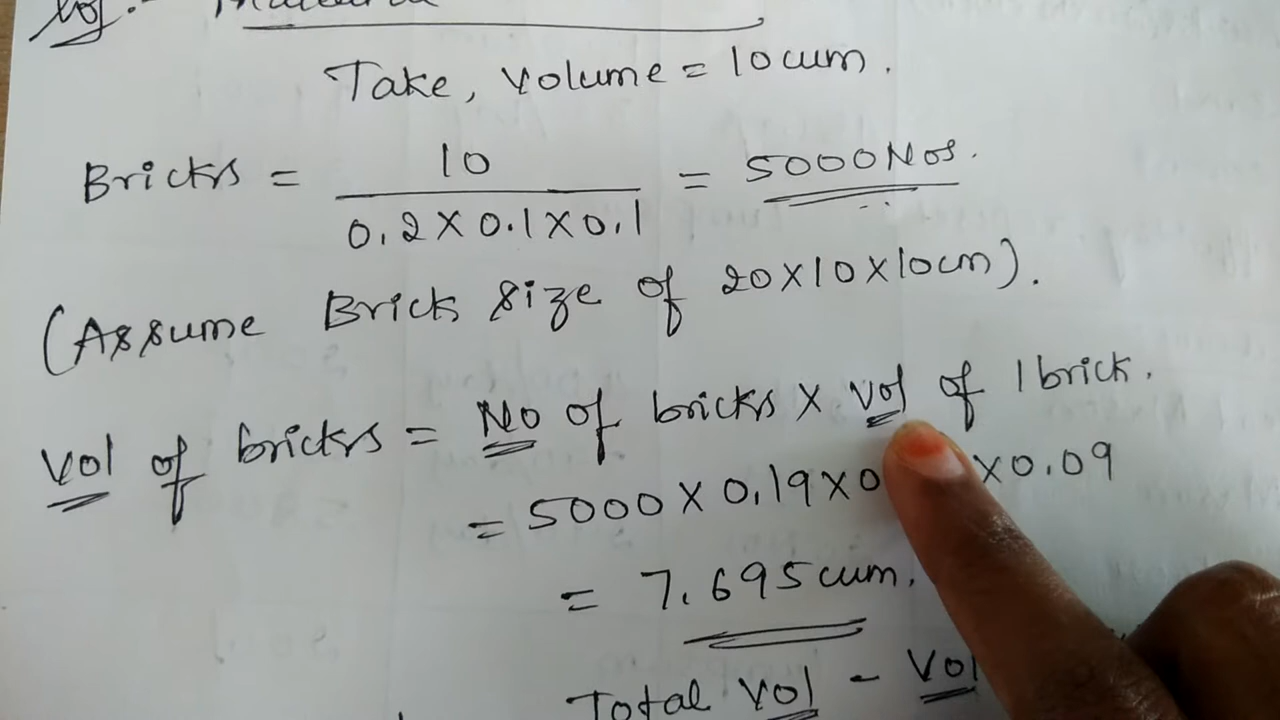 Take, Volume = 10 cum.
Bricks = 10 / 0.2 X 0.1 X 0.1 = 5000 Nos.
(Assume Brick size of 20 X 10 X 10 cm).
Vol of bricks = No of bricks X Vol of 1 brick.
= 5000 X 0.19 X 0 X 0.09
= 7.695 cum.
Total Vol - Vol